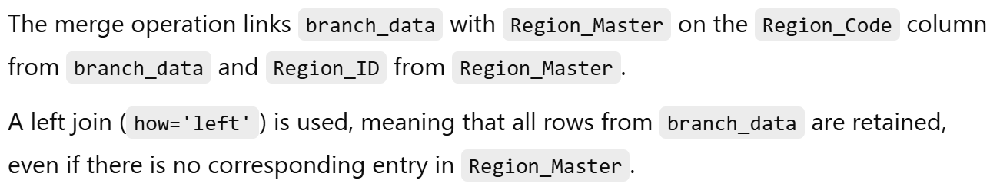 The merge operation links branch_data with Region_Master on the Region_Code column
from branch_data and Region_ID from Region_Master.
A left join (how='left') is used, meaning that all rows from branch_data are retained,
even if there is no corresponding entry in Region_Master.